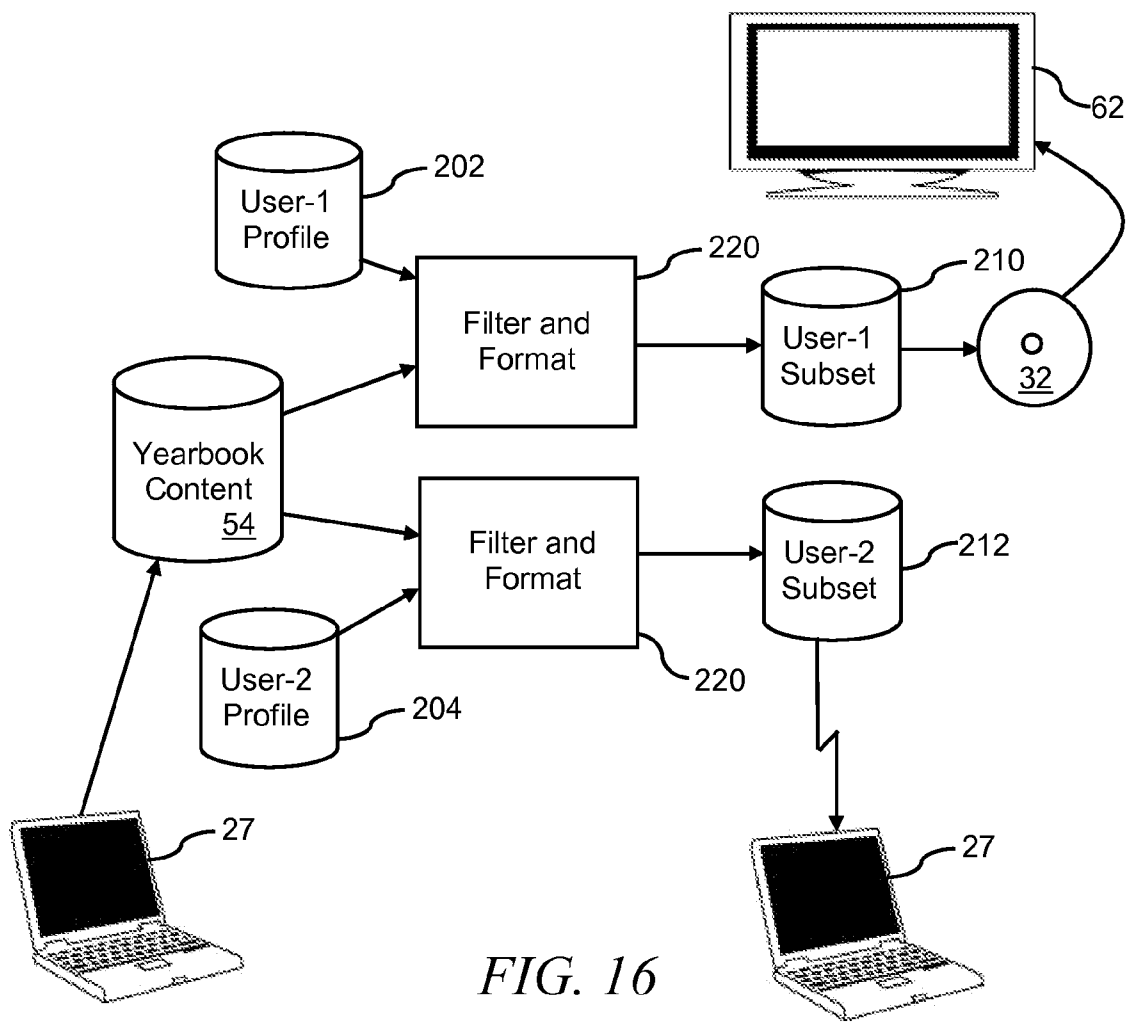 62
User-1
Profile
202
Filter and
Format
220
User-1
Subset
210
32
Yearbook
Content
54
Filter and
Format
220
User-2
Subset
212
User-2
Profile
204
27
27
FIG. 16